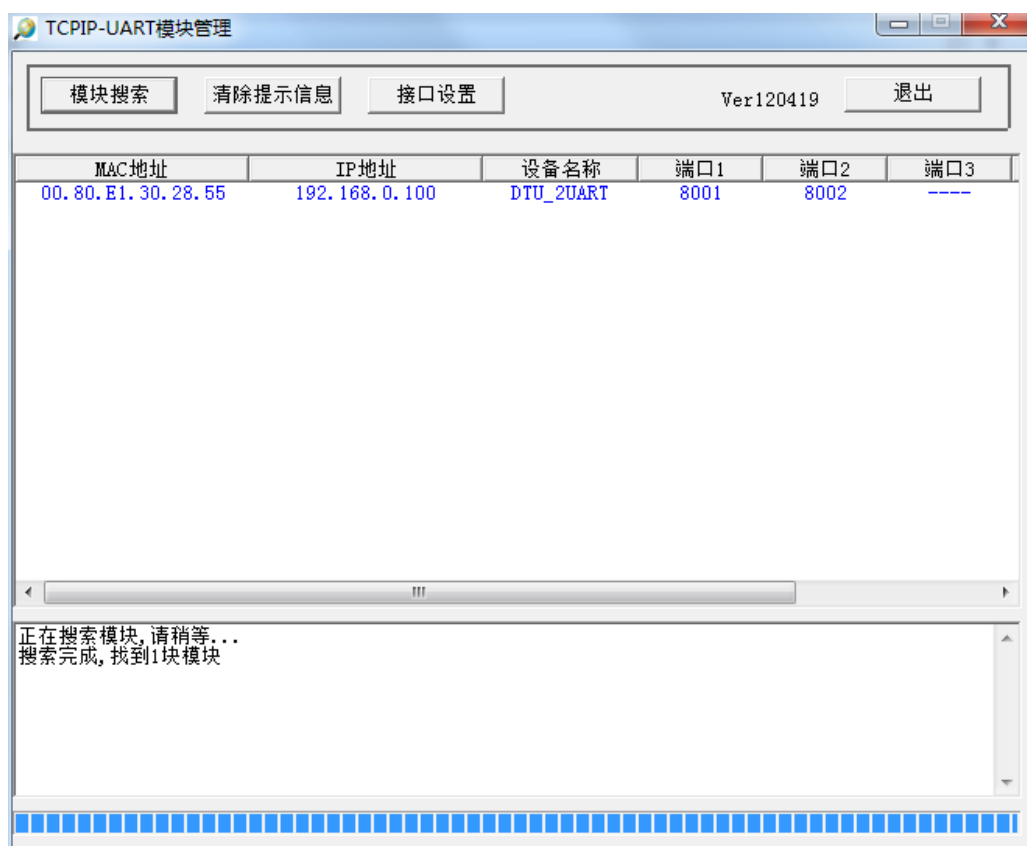 TCPIP-UART模块管理
模块搜索 清除提示信息 接口设置 Ver120419 退出
MAC地址 IP地址 设备名称 端口1 端口2 端口3
00.80.E1.30.28.55 192.168.0.100 DTU_2UART 8001 8002 ----
正在搜索模块,请稍等...
搜索完成,找到1块模块